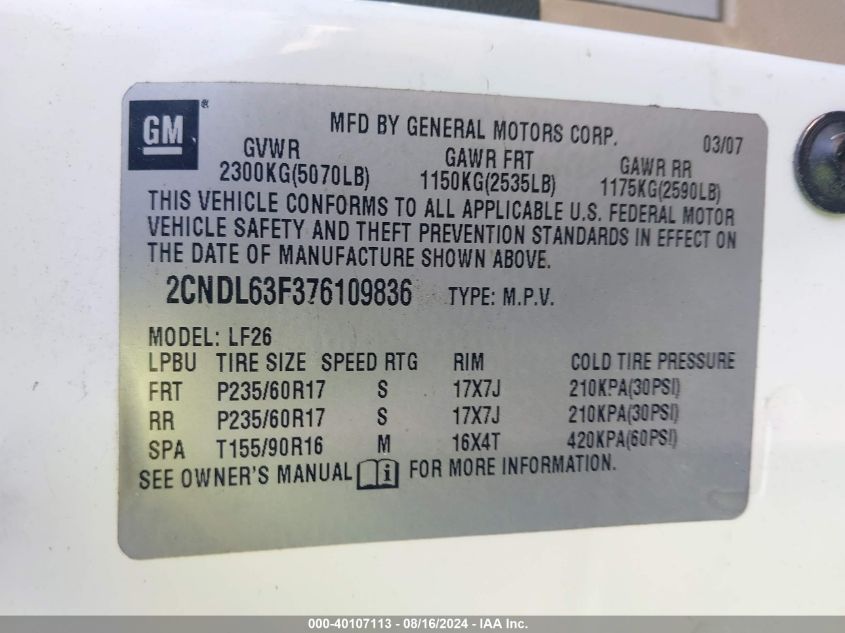 GM®
MFD BY GENERAL MOTORS CORP. 03/07
GVWR GAWR FRT GAWR RR
2300KG(5070LB) 1150KG(2535LB) 1175KG(2590LB)
THIS VEHICLE CONFORMS TO ALL APPLICABLE U.S. FEDERAL MOTOR
VEHICLE SAFETY AND THEFT PREVENTION STANDARDS IN EFFECT ON
THE DATE OF MANUFACTURE SHOWN ABOVE.
2CNDL63F376109836 TYPE: M.P.V.
MODEL: LF26
LPBU TIRE SIZE SPEED RTG RIM COLD TIRE PRESSURE
FRT P235/60R17 S 17X7J 210KPA(30PSI)
RR P235/60R17 S 17X7J 210KPA(30PSI)
SPA T155/90R16 M 16X4T 420KPA(60PSI)
SEE OWNER'S MANUAL i FOR MORE INFORMATION.
000-40107113 - 08/16/2024 - IAA Inc.